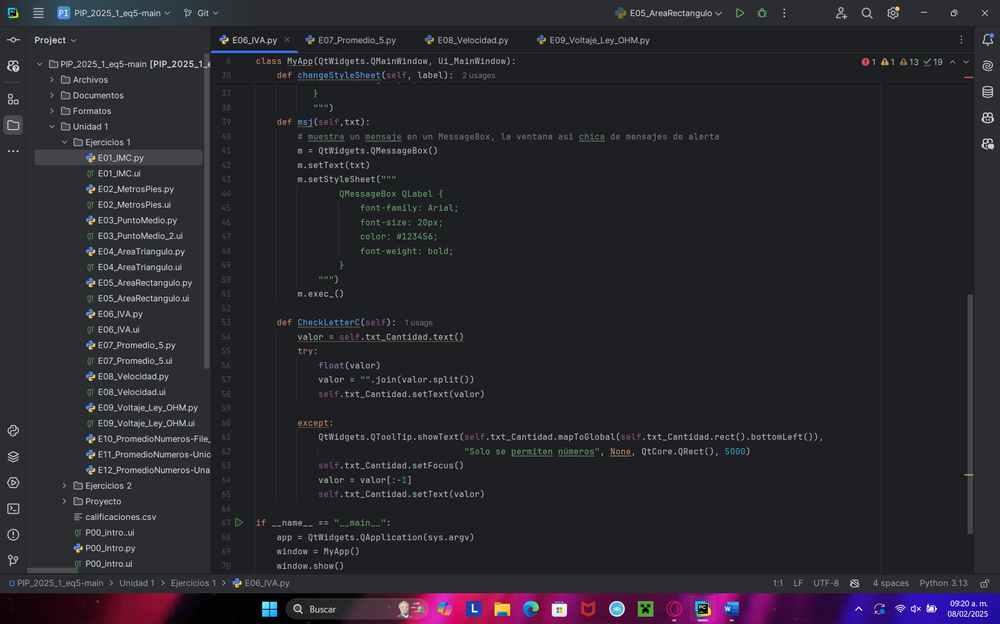 PI PIP_2025_1_eq5-main Git E05_AreaRectangulo
Project
E06_IVA.py E07_Promedio_5.py E08_Velocidad.py E09_Voltaje_Ley_OHM.py
PIP_2025_1_eq5-main [PIP_2025_1_e
Archivos
Documentos
Formatos
Unidad 1
Ejercicios 1
E01_IMC.py
QT E01_IMC.ui
E02_MetrosPies.py
QT E02_MetrosPies.ui
E03_PuntoMedio.py
QT E03_PuntoMedio_2.ui
E04_AreaTriangulo.py
QT E04_AreaTriangulo.ui
E05_AreaRectangulo.py
QT E05_AreaRectangulo.ui
E06_IVA.py
QT E06_IVA.ui
E07_Promedio_5.py
QT E07_Promedio_5.ui
E08_Velocidad.py
QT E08_Velocidad.ui
E09_Voltaje_Ley_OHM.py
QT E09_Voltaje_Ley_OHM.ui
E10_PromedioNumeros-File_
E11_PromedioNumeros-Unio
E12_PromedioNumeros-Una
Ejercicios 2
Proyecto
calificaciones.csv
QT P00_intro..ui
P00_Intro.py
QT P00_intro.ui
6 class MyApp(QtWidgets.QMainWindow, Ui_MainWindow): 1 1 13 19
30 def changeStyleSheet(self, label): 2 usages
37 }
38 """)
39 def msj(self,txt):
40 # muestra un mensaje en un MessageBox, la ventana asi chica de mensajes de alerta
41 m = QtWidgets.QMessageBox()
42 m.setText(txt)
43 m.setStyleSheet("""
44 QMessageBox QLabel {
45 font-family: Arial;
46 font-size: 20px;
47 color: #123456;
48 font-weight: bold;
49 }
50 """)
51 m.exec_()
52
53 def CheckLetterC(self): 1 usage
54 valor = self.txt_Cantidad.text()
55 try:
56 float(valor)
57 valor = "".join(valor.split())
58 self.txt_Cantidad.setText(valor)
59
60 except:
61 QtWidgets.QToolTip.showText(self.txt_Cantidad.mapToGlobal(self.txt_Cantidad.rect().bottomLeft()),
62 "Solo se permiten números", None, QtCore.QRect(), 5000)
63 self.txt_Cantidad.setFocus()
64 valor = valor[:-1]
65 self.txt_Cantidad.setText(valor)
66
67 if __name__ == "__main__":
68 app = QtWidgets.QApplication(sys.argv)
69 window = MyApp()
70 window.show()
PIP_2025_1_eq5-main > Unidad 1 > Ejercicios 1 > E06_IVA.py 1:1 LF UTF-8 4 spaces Python 3.13
Buscar
L
PC
W
09:20 a. m.
08/02/2025